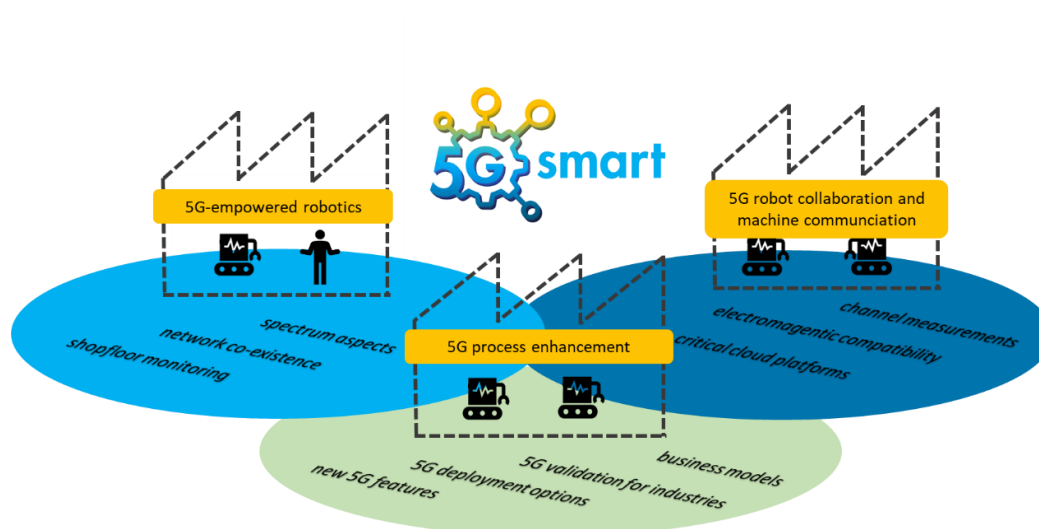 5G smart
5G-empowered robotics
5G robot collaboration and
machine communciation
spectrum aspects
network co-existence
shopfloor monitoring
5G process enhancement
channel measurements
electromagentic compatibility
critical cloud platforms
new 5G features
5G deployment options
5G validation for industries
business models